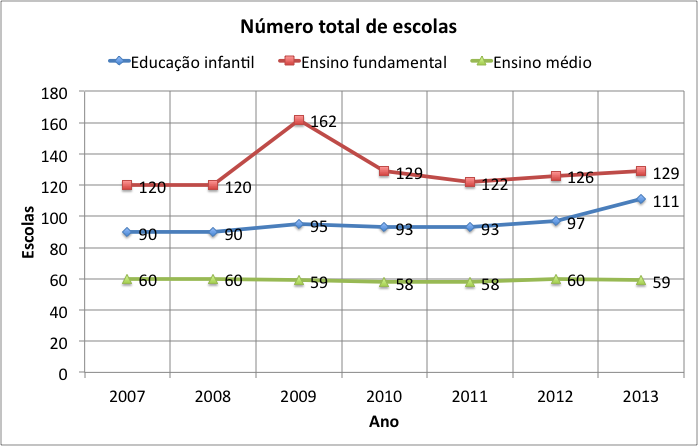 Número total de escolas
Educação infantil Ensino fundamental Ensino médio
180
160
140
120
100
80
60
40
20
0
Escolas
162
120 120 129 122 126 129
90 90 95 93 93 97 111
60 60 59 58 58 60 59
2007 2008 2009 2010 2011 2012 2013
Ano